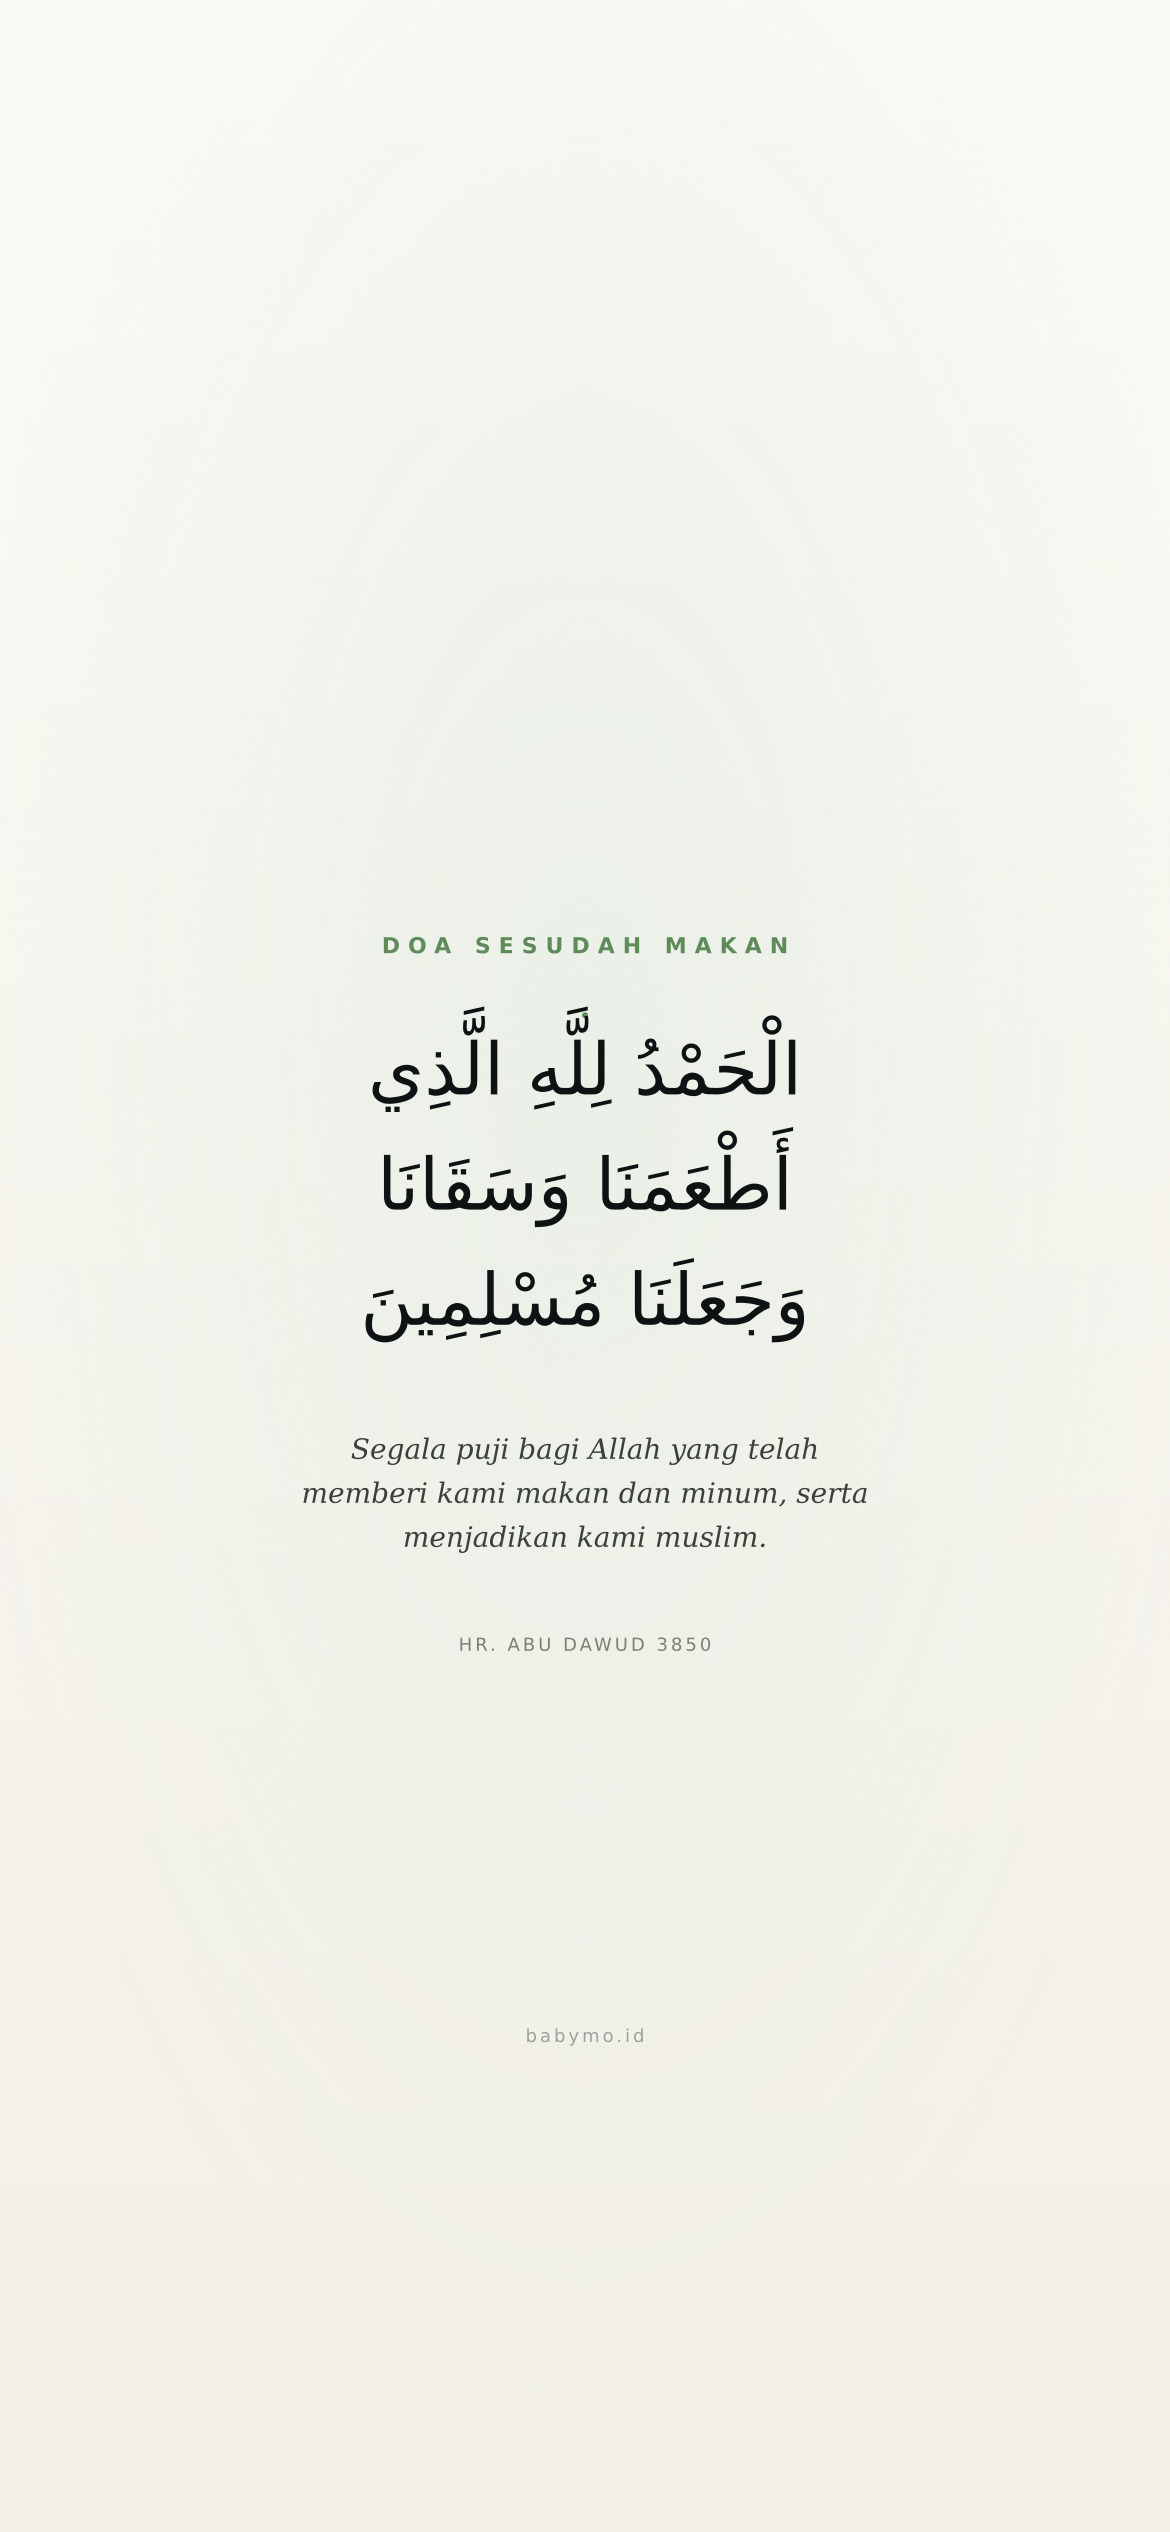 DOA SESUDAH MAKAN
الْحَمْدُ لِلَّهِ الَّذِي
أَطْعَمَنَا وَسَقَانَا
وَجَعَلَنَا مُسْلِمِينَ
Segala puji bagi Allah yang telah
memberi kami makan dan minum, serta
menjadikan kami muslim.
HR. ABU DAWUD 3850
babymo.id